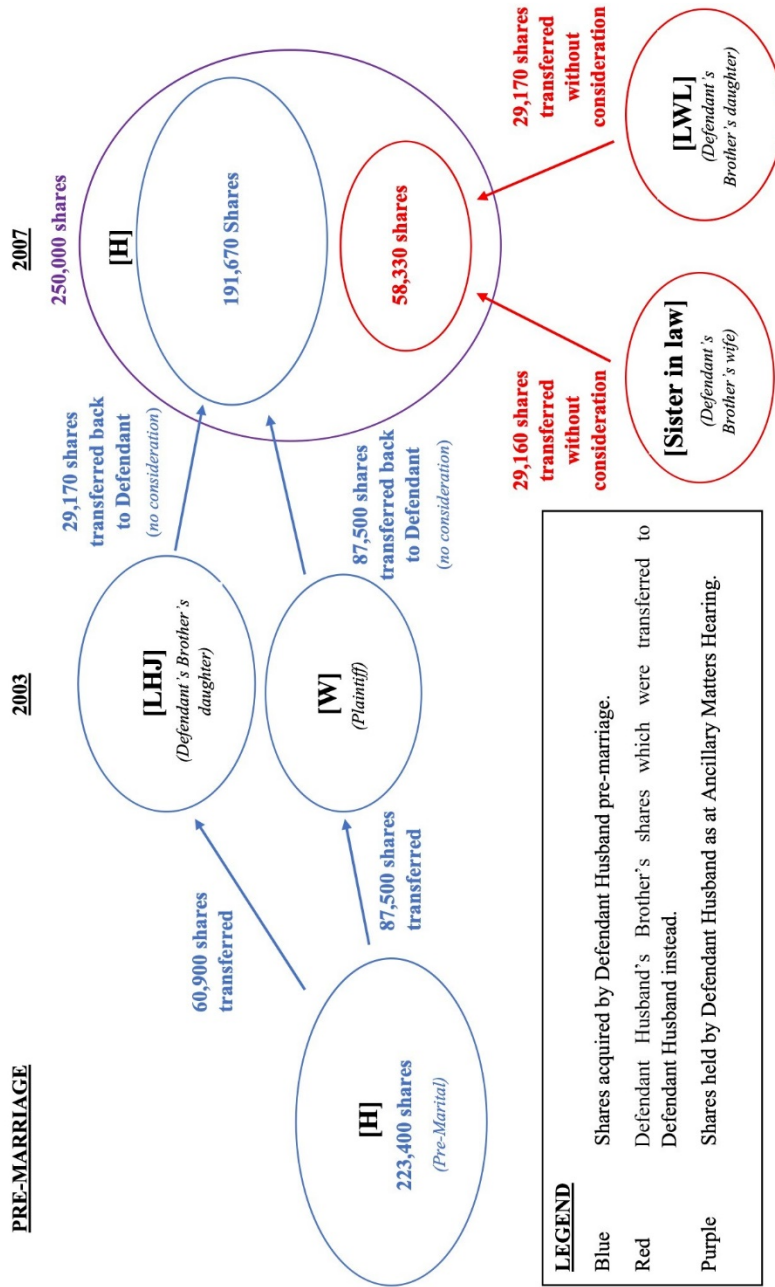 PRE-MARRIAGE
2003
2007
[H]
223,400 shares
(Pre-Marital)
60,900 shares
transferred
87,500 shares
transferred
[LHJ]
(Defendant's Brother's
daughter)
[W]
(Plaintiff)
29,170 shares
transferred back
to Defendant
(no consideration)
87,500 shares
transferred back
to Defendant
(no consideration)
250,000 shares
[H]
191,670 Shares
58,330 shares
29,160 shares
transferred
without
consideration
29,170 shares
transferred
without
consideration
[Sister in law]
(Defendant's
Brother's wife)
[LWL]
(Defendant's
Brother's daughter)
LEGEND
Blue Shares acquired by Defendant Husband pre-marriage.
Red Defendant Husband's Brother's shares which were transferred to
Defendant Husband instead.
Purple Shares held by Defendant Husband as at Ancillary Matters Hearing.